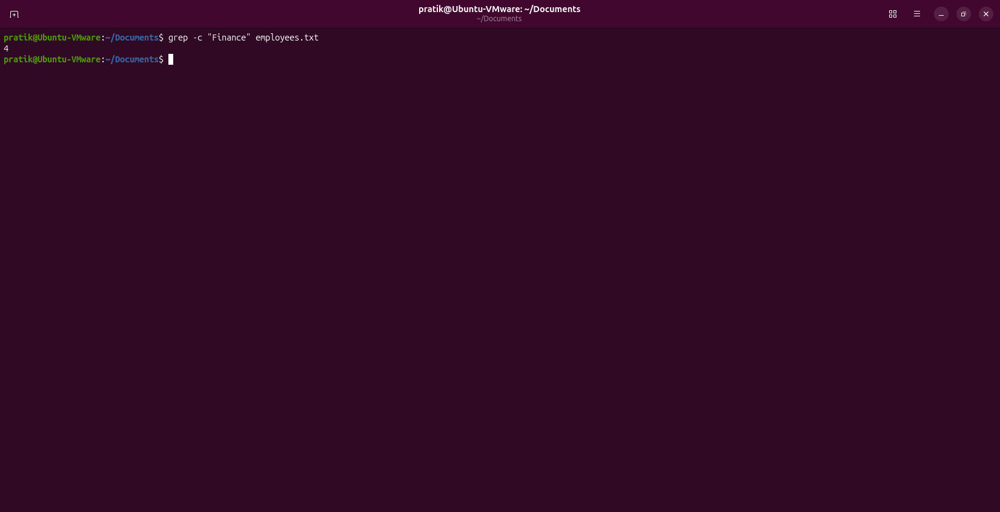 pratik@Ubuntu-VMware: ~/Documents
~/Documents
pratik@Ubuntu-VMware:~/Documents$ grep -c "Finance" employees.txt
4
pratik@Ubuntu-VMware:~/Documents$